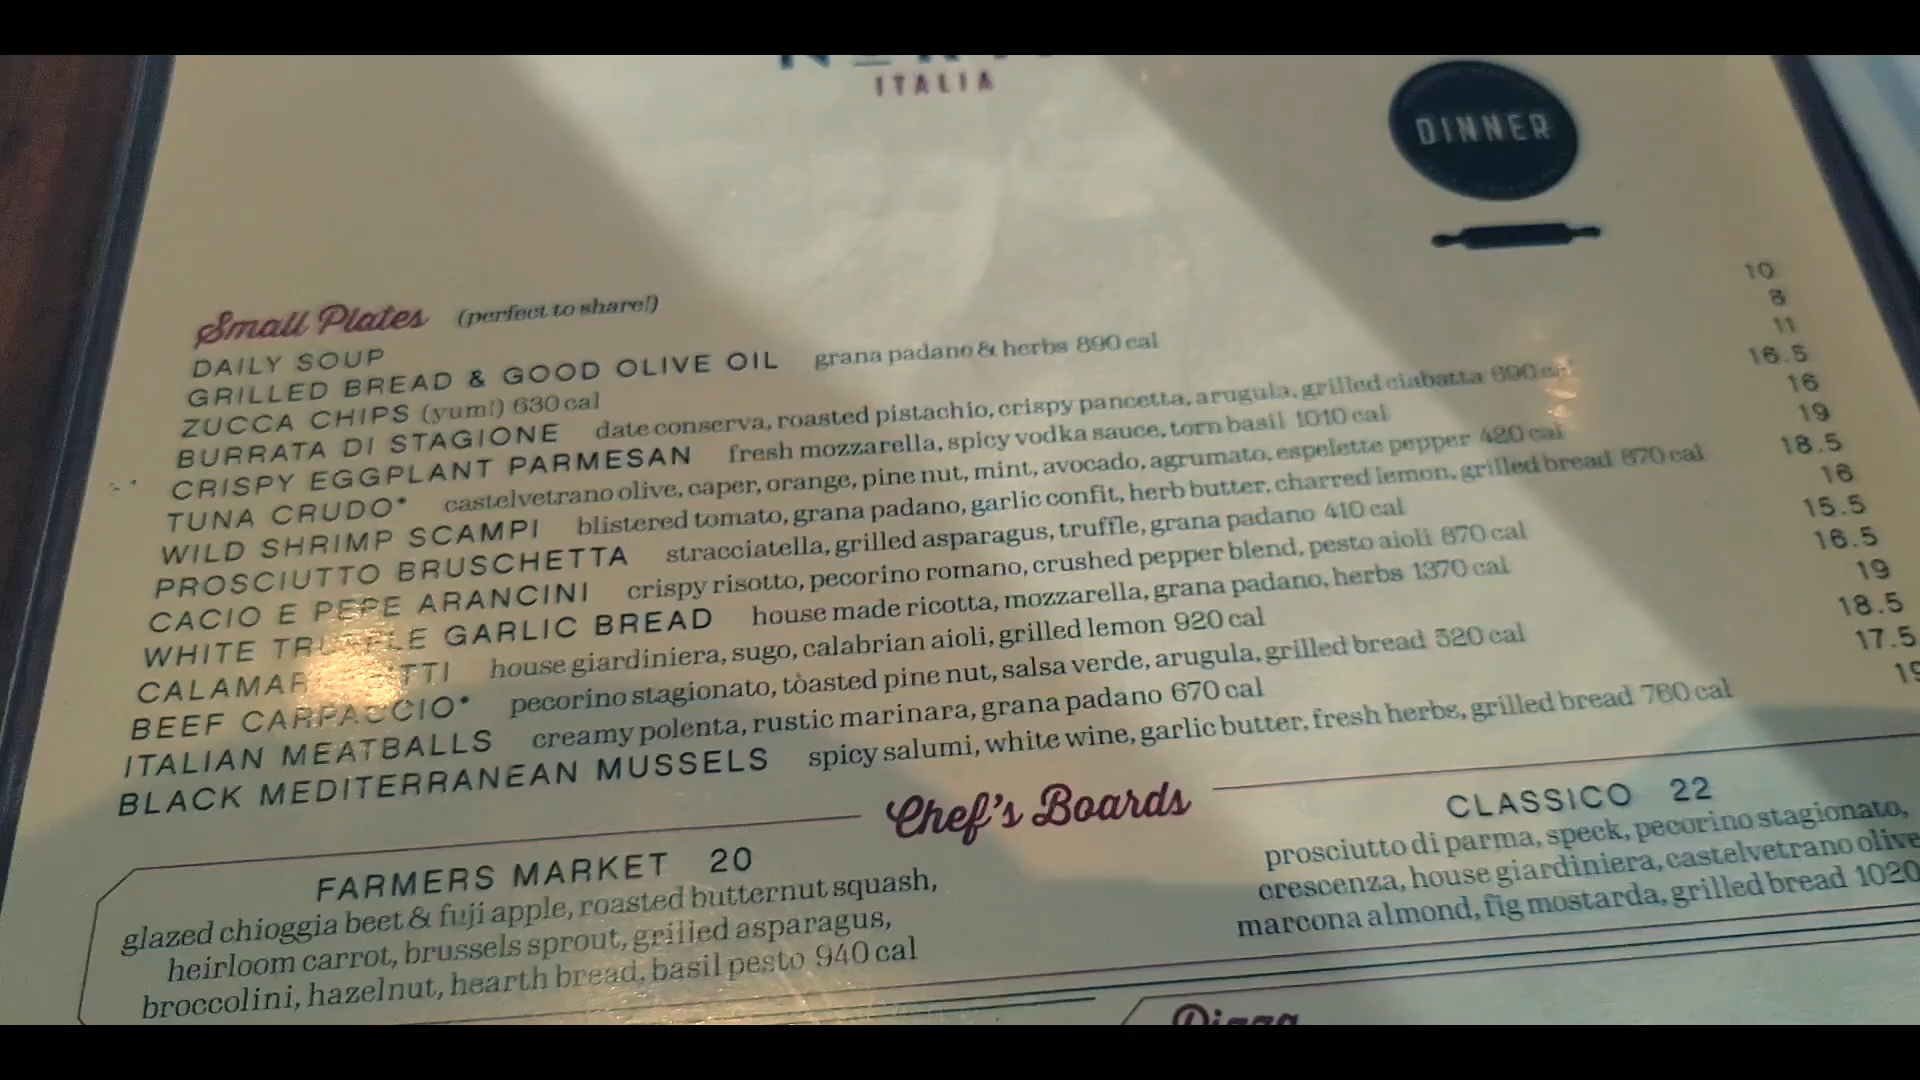 ITALIA
DINNER
Small Plates (perfect to share!)
DAILY SOUP 10
GRILLED BREAD & GOOD OLIVE OIL grana padano & herbs 890 cal 8
ZUCCA CHIPS (yum!) 630 cal 11
BURRATA DI STAGIONE date conserva, roasted pistachio, crispy pancetta, arugula, grilled ciabatta 690 cal 16.5
CRISPY EGGPLANT PARMESAN fresh mozzarella, spicy vodka sauce, torn basil 1010 cal 16
TUNA CRUDO* castelvetrano olive, caper, orange, pine nut, mint, avocado, agrumato, espelette pepper 420 cal 19
WILD SHRIMP SCAMPI blistered tomato, grana padano, garlic confit, herb butter, charred lemon, grilled bread 670 cal 18.5
PROSCIUTTO BRUSCHETTA stracciatella, grilled asparagus, truffle, grana padano 410 cal 16
CACIO E PEPE ARANCINI crispy risotto, pecorino romano, crushed pepper blend, pesto aioli 870 cal 15.5
WHITE TRUFFLE GARLIC BREAD house made ricotta, mozzarella, grana padano, herbs 1370 cal 16.5
house giardiniera, sugo, calabrian aioli, grilled lemon 920 cal 19
BEEF CARPACCIO* pecorino stagionato, toasted pine nut, salsa verde, arugula, grilled bread 520 cal 18.5
ITALIAN MEATBALLS creamy polenta, rustic marinara, grana padano 670 cal 17.5
BLACK MEDITERRANEAN MUSSELS spicy salumi, white wine, garlic butter, fresh herbs, grilled bread 760 cal
Chef's Boards
FARMERS MARKET 20
glazed chioggia beet & fuji apple, roasted butternut squash,
heirloom carrot, brussels sprout, grilled asparagus,
broccolini, hazelnut, hearth bread, basil pesto 940 cal
CLASSICO 22
prosciutto di parma, speck, pecorino stagionato,
crescenza, house giardiniera, castelvetrano olive
marcona almond, fig mostarda, grilled bread 1020
Pizza